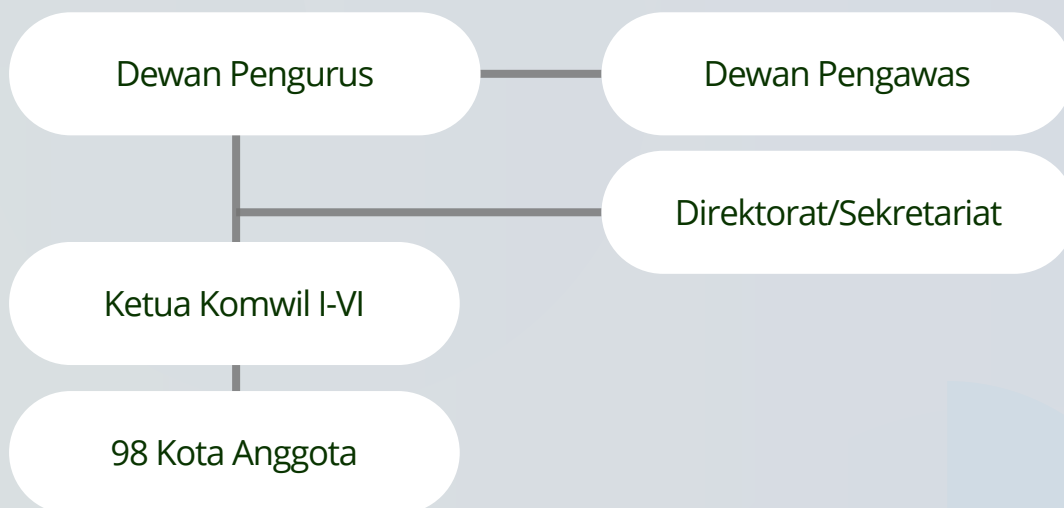 Dewan Pengurus
Dewan Pengawas
Direktorat/Sekretariat
Ketua Komwil I-VI
98 Kota Anggota